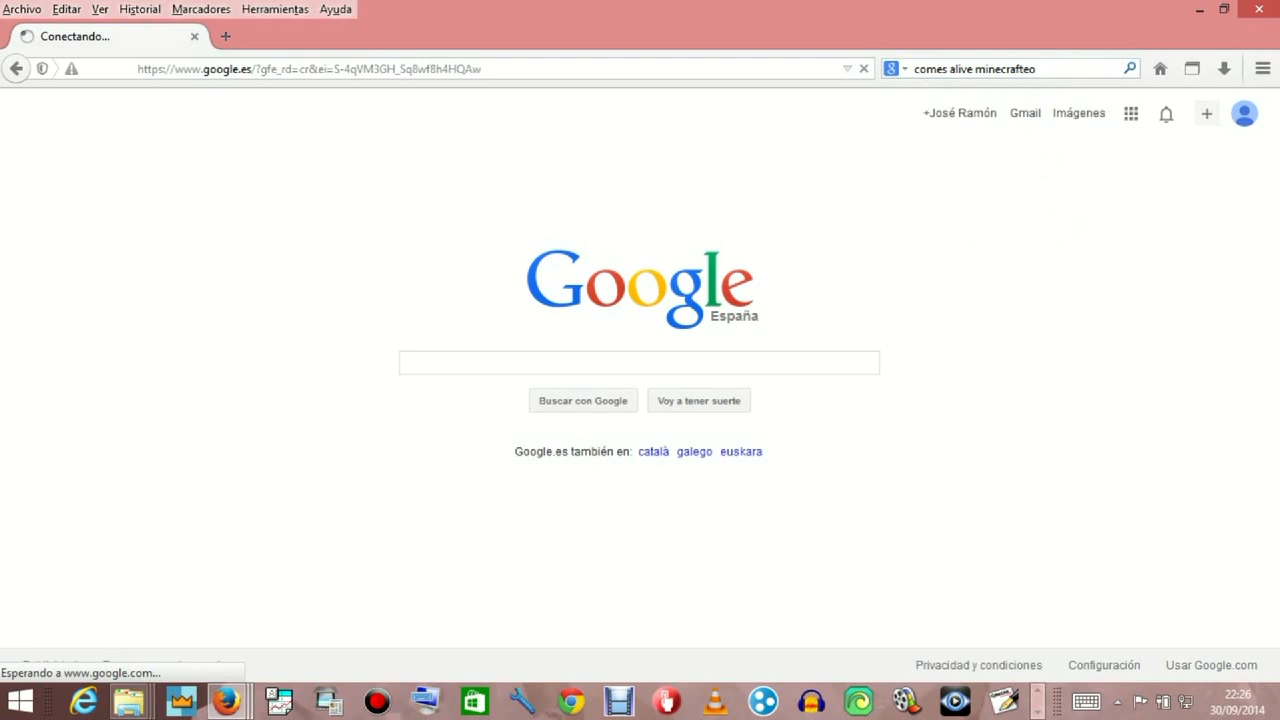 Archivo Editar Ver Historial Marcadores Herramientas Ayuda
Conectando...
https://www.google.es/?gfe_rd=cr&ei=S-4qVM3GH_Sq8wf8h4HQAw
comes alive minecrafteo
+José Ramón Gmail Imágenes
Google
España
Buscar con Google Voy a tener suerte
Google.es también en: català galego euskara
Privacidad y condiciones Configuración Usar Google.com
Esperando a www.google.com...
22:26
30/09/2014